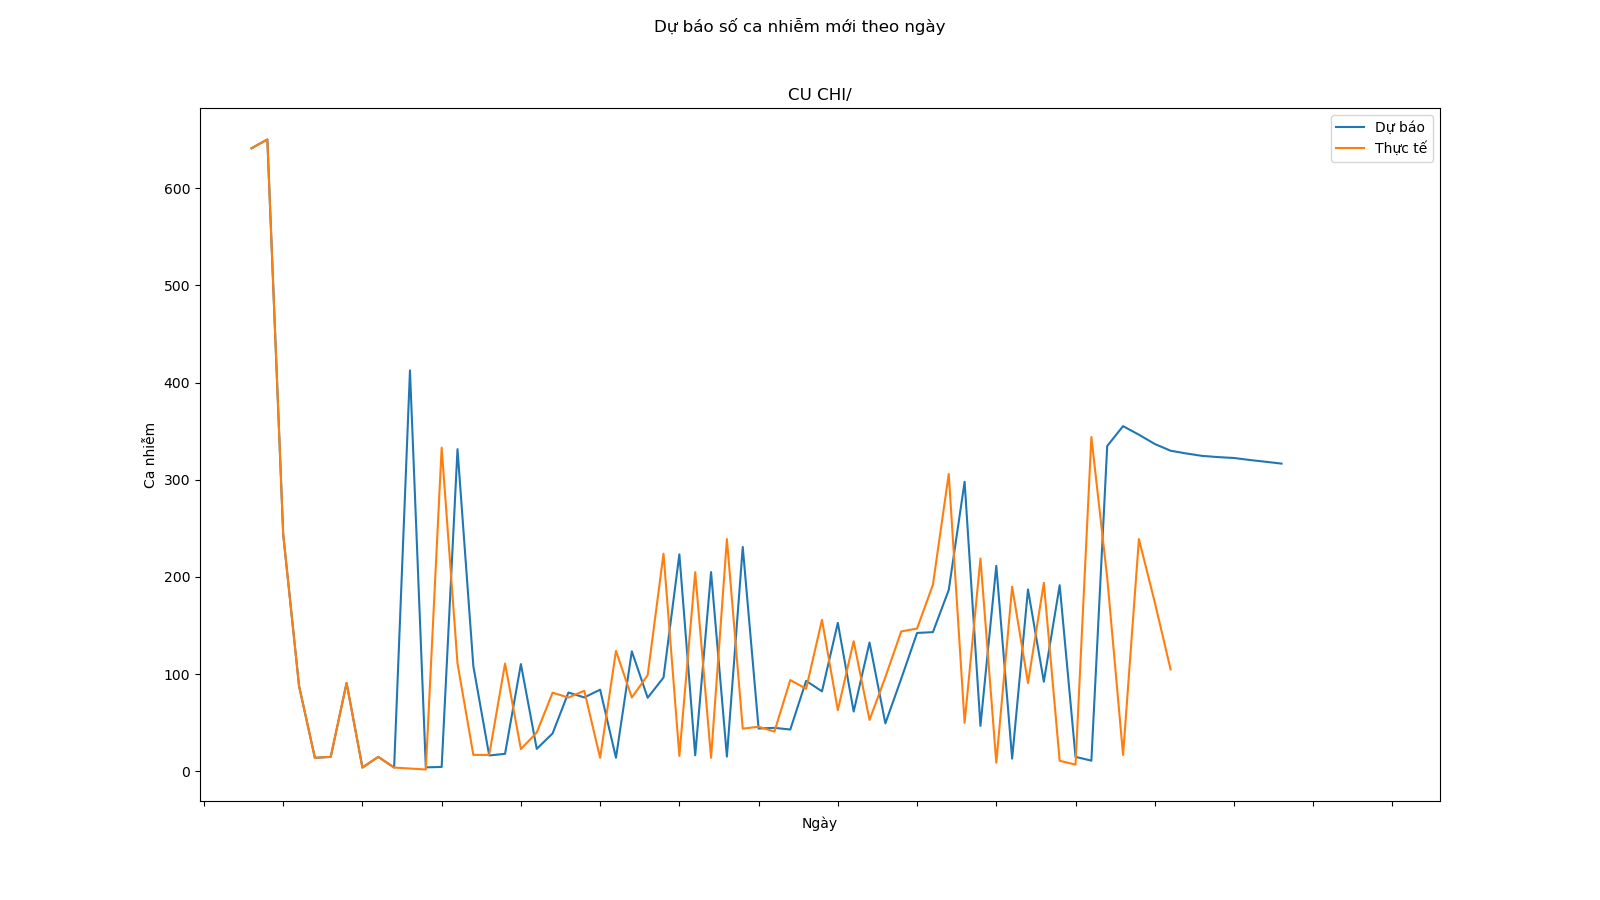 Dự báo số ca nhiễm mới theo ngày
CU CHI/
Dự báo
Thực tế
600
500
400
300
200
100
0
Ca nhiễm
Ngày